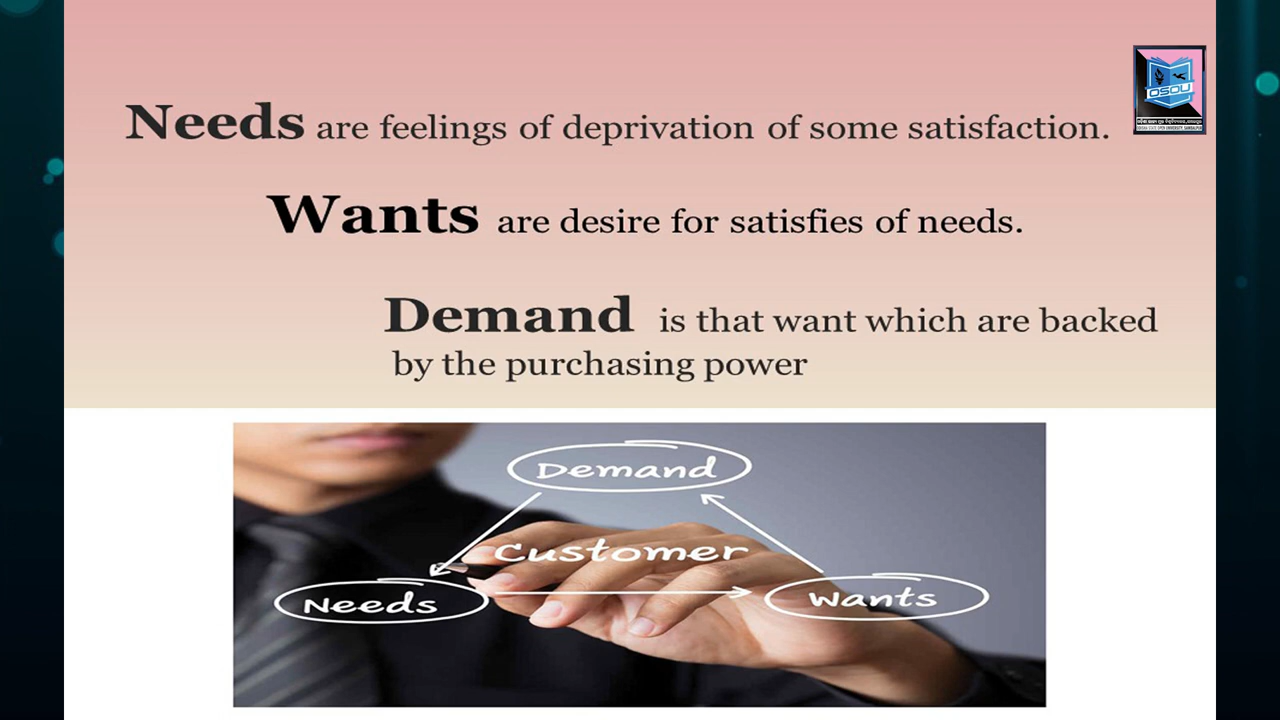 Needs are feelings of deprivation of some satisfaction.
Wants are desire for satisfies of needs.
Demand is that want which are backed
by the purchasing power
OSOU
Demand
Customer
Needs
Wants